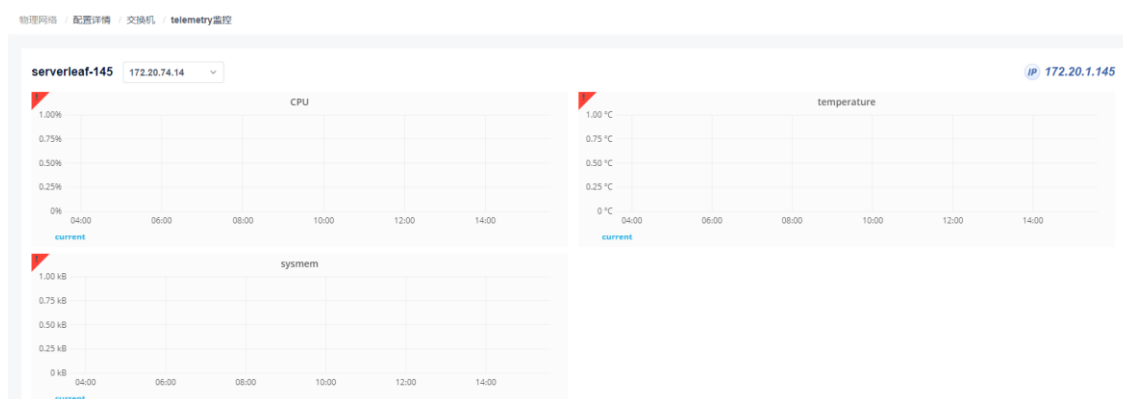 物理网络 / 配置详情 / 交换机 / telemetry监控
serverleaf-145 172.20.74.14
IP 172.20.1.145
!
CPU
1.00%
0.75%
0.50%
0.25%
0%
04:00 06:00 08:00 10:00 12:00 14:00
current
!
temperature
1.00 °C
0.75 °C
0.50 °C
0.25 °C
0 °C
04:00 06:00 08:00 10:00 12:00 14:00
current
!
sysmem
1.00 kB
0.75 kB
0.50 kB
0.25 kB
0 kB
04:00 06:00 08:00 10:00 12:00 14:00
current